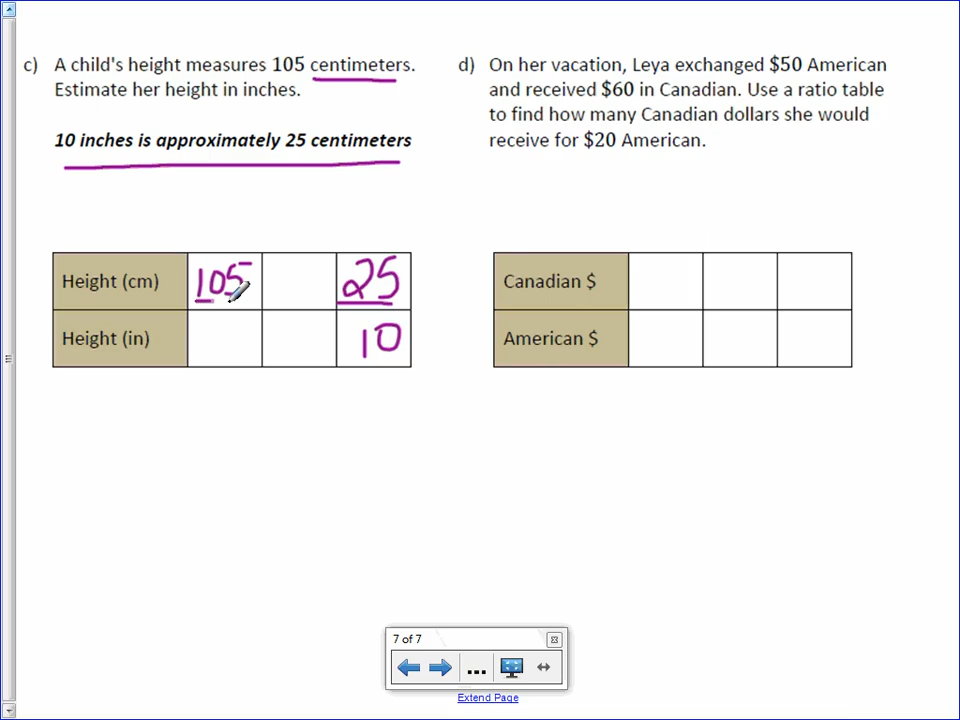 c) A child's height measures 105 centimeters.
Estimate her height in inches.
10 inches is approximately 25 centimeters
Height (cm) 105 25
Height (in) 10
d) On her vacation, Leya exchanged $50 American
and received $60 in Canadian. Use a ratio table
to find how many Canadian dollars she would
receive for $20 American.
Canadian $
American $
7 of 7
...
Extend Page